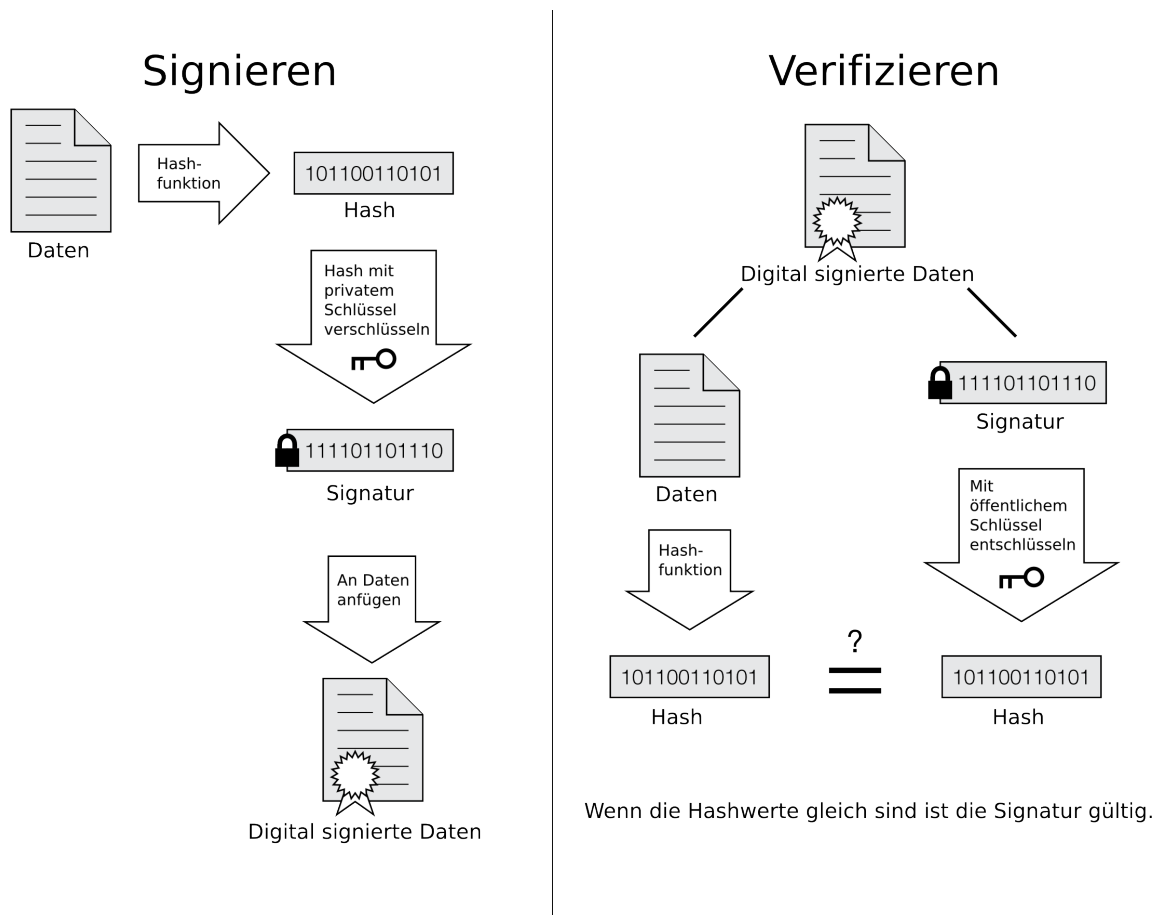 Signieren
Hash-
funktion
101100110101
Hash
Daten
Hash mit
privatem
Schlüssel
verschlüsseln
111101101110
Signatur
An Daten
anfügen
Digital signierte Daten
Verifizieren
Digital signierte Daten
Daten
111101101110
Signatur
Hash-
funktion
Mit
öffentlichem
Schlüssel
entschlüsseln
101100110101
Hash
?
101100110101
Hash
Wenn die Hashwerte gleich sind ist die Signatur gültig.